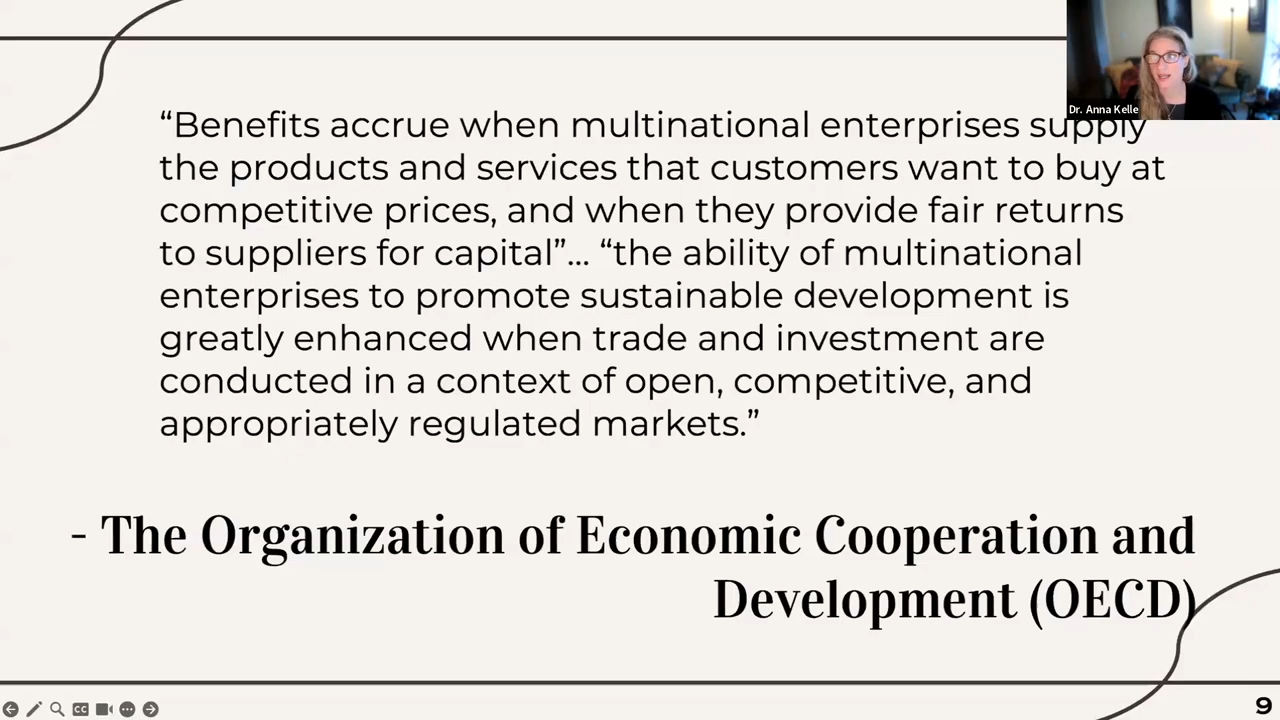 Dr. Anna Kelle
“Benefits accrue when multinational enterprises supply
the products and services that customers want to buy at
competitive prices, and when they provide fair returns
to suppliers for capital”... “the ability of multinational
enterprises to promote sustainable development is
greatly enhanced when trade and investment are
conducted in a context of open, competitive, and
appropriately regulated markets.”
- The Organization of Economic Cooperation and
Development (OECD)
CC
9